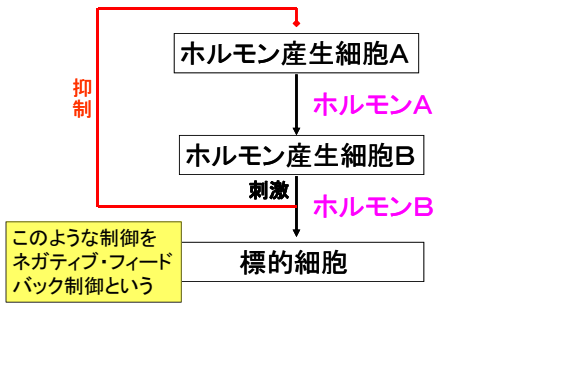 ホルモン産生細胞A
抑制
ホルモンA
ホルモン産生細胞B
刺激
ホルモンB
このような制御を
ネガティブ・フィード
バック制御という
標的細胞